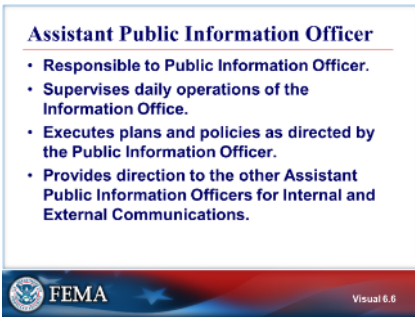 Assistant Public Information Officer
• Responsible to Public Information Officer.
• Supervises daily operations of the
Information Office.
• Executes plans and policies as directed by
the Public Information Officer.
• Provides direction to the other Assistant
Public Information Officers for Internal and
External Communications.
FEMA
Visual 6.6